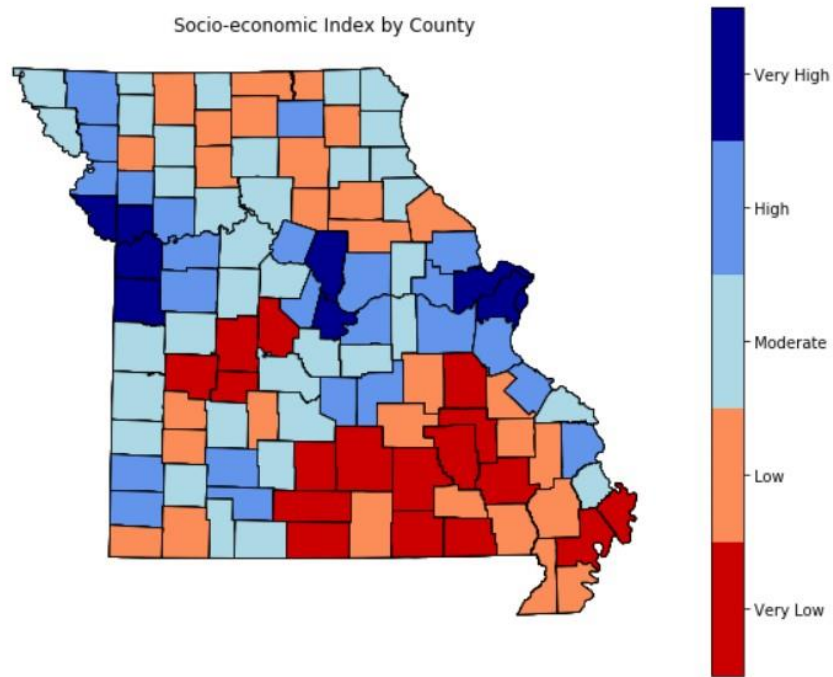 Socio-economic Index by County
Very High
High
Moderate
Low
Very Low